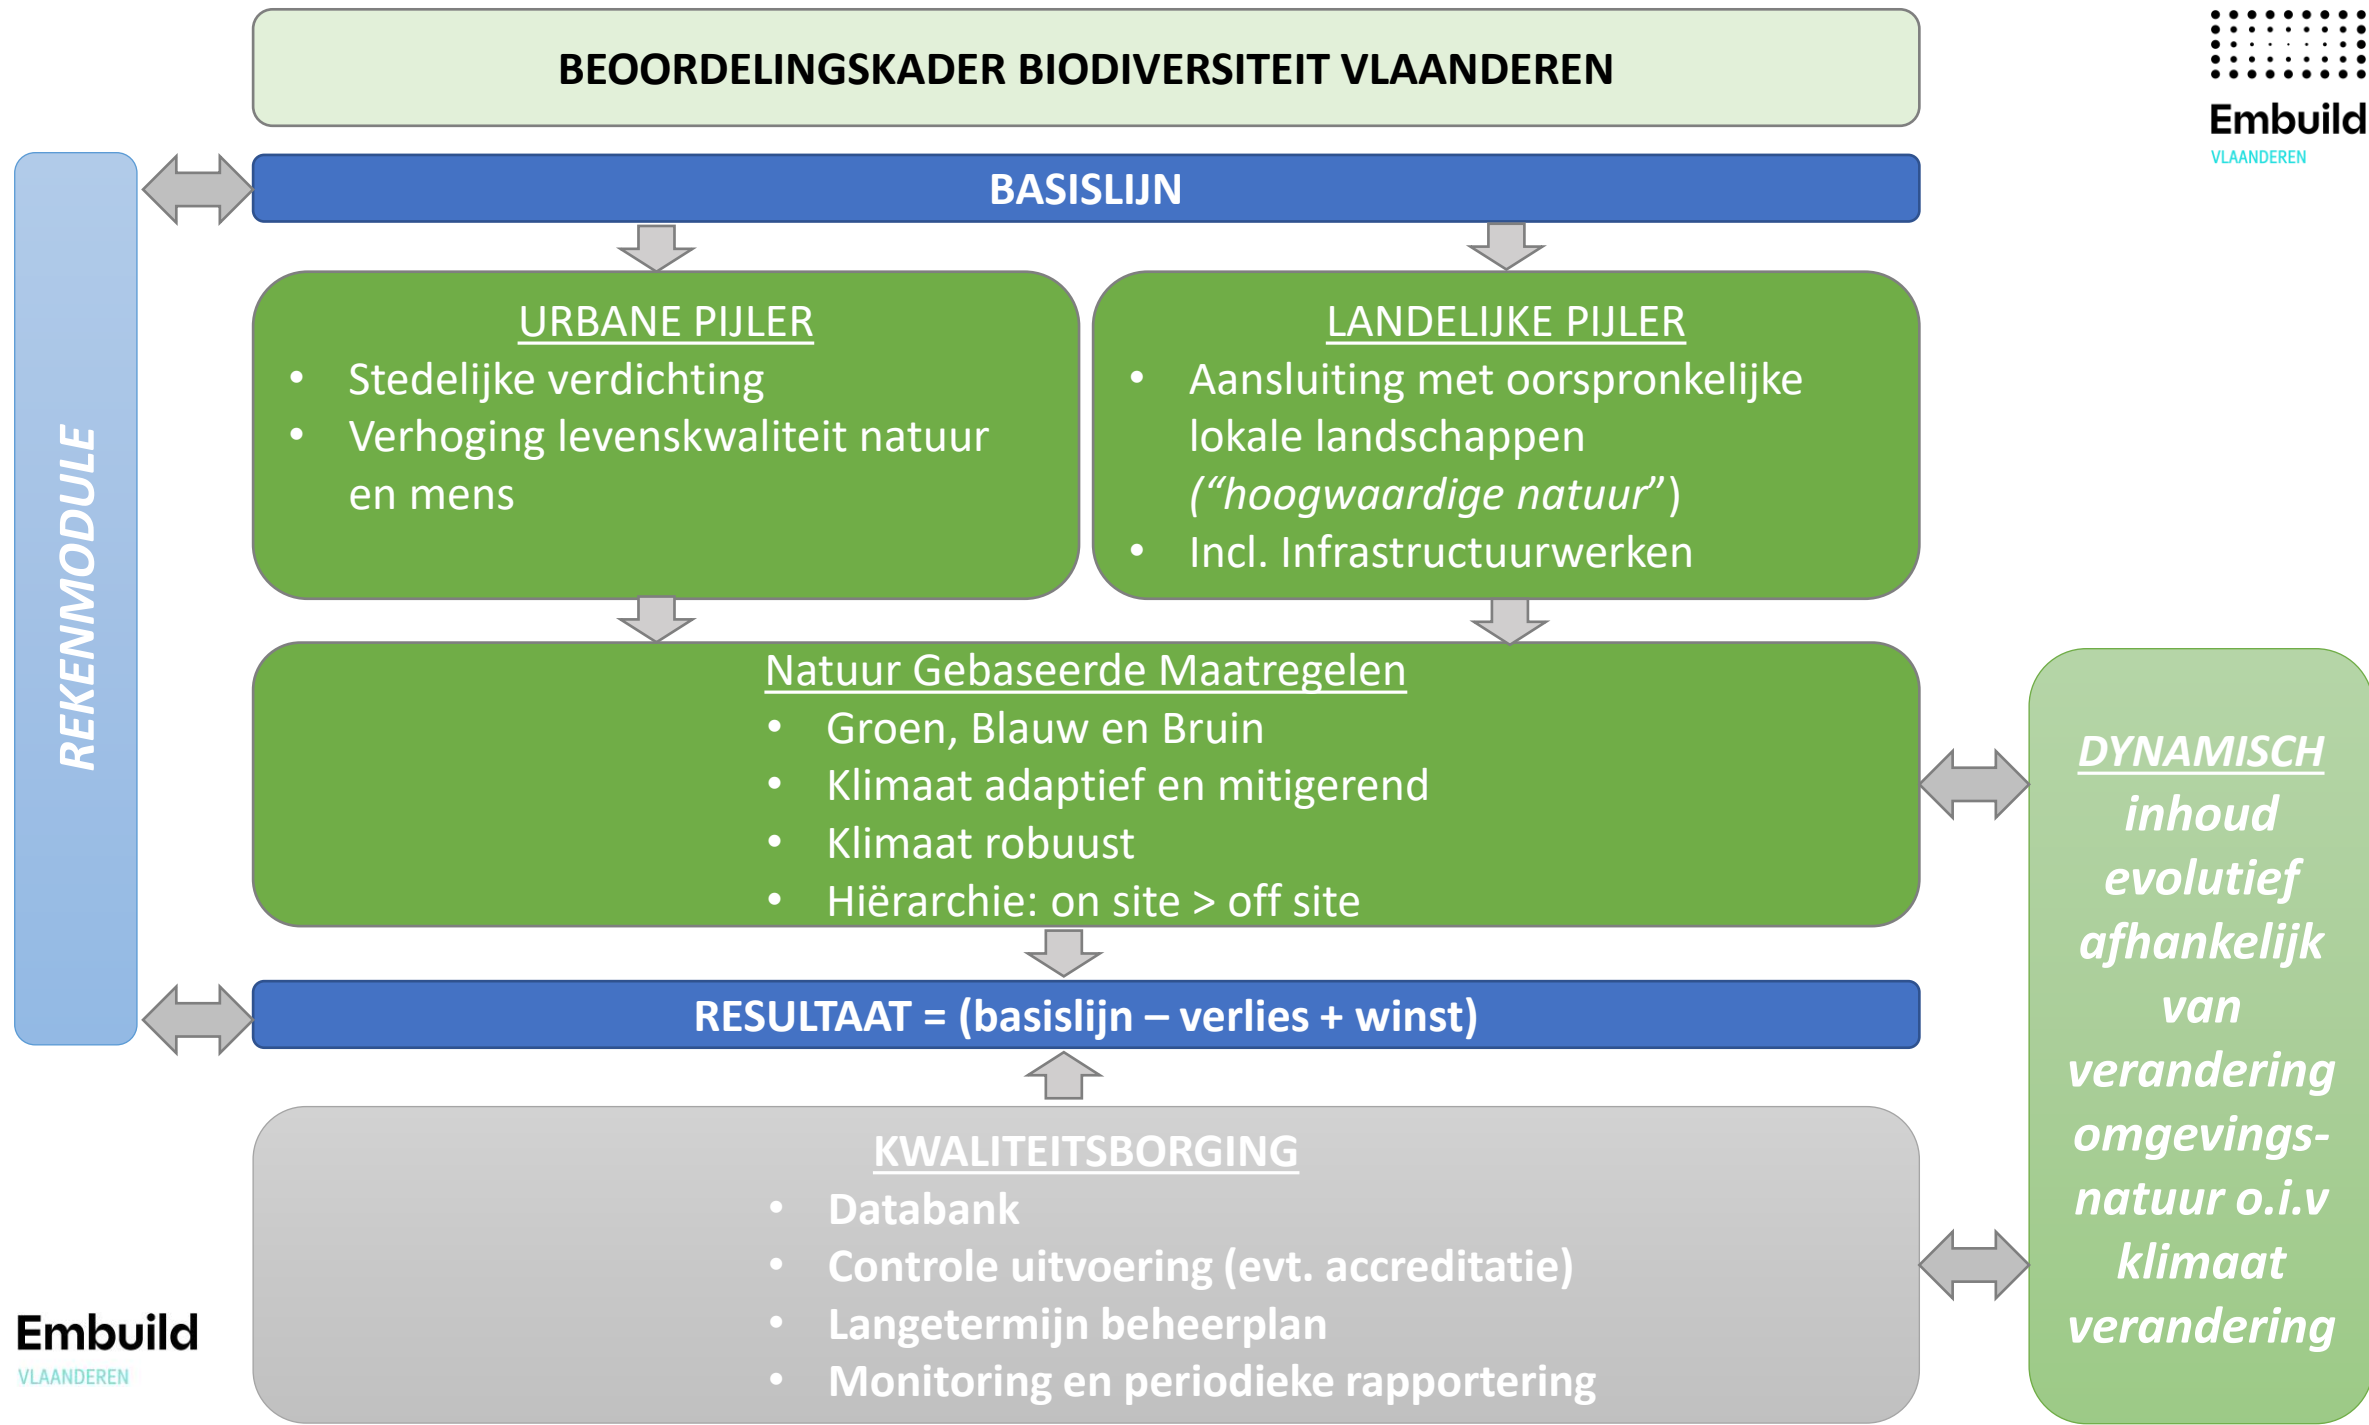 BEOORDELINGSKADER BIODIVERSITEIT VLAANDEREN
Embuild
VLAANDEREN
REKENMODULE
BASISLIJN
URBANE PIJLER
• Stedelijke verdichting
• Verhoging levenskwaliteit natuur
en mens
LANDELIJKE PIJLER
• Aansluiting met oorspronkelijke
lokale landschappen
(“hoogwaardige natuur”)
• Incl. Infrastructuurwerken
Natuur Gebaseerde Maatregelen
• Groen, Blauw en Bruin
• Klimaat adaptief en mitigerend
• Klimaat robuust
• Hiërarchie: on site > off site
DYNAMISCH
inhoud
evolutief
afhankelijk
van
verandering
omgevings-
natuur o.i.v
klimaat
verandering
RESULTAAT = (basislijn – verlies + winst)
KWALITEITSBORGING
• Databank
• Controle uitvoering (evt. accreditatie)
• Langetermijn beheerplan
• Monitoring en periodieke rapportering
Embuild
VLAANDEREN